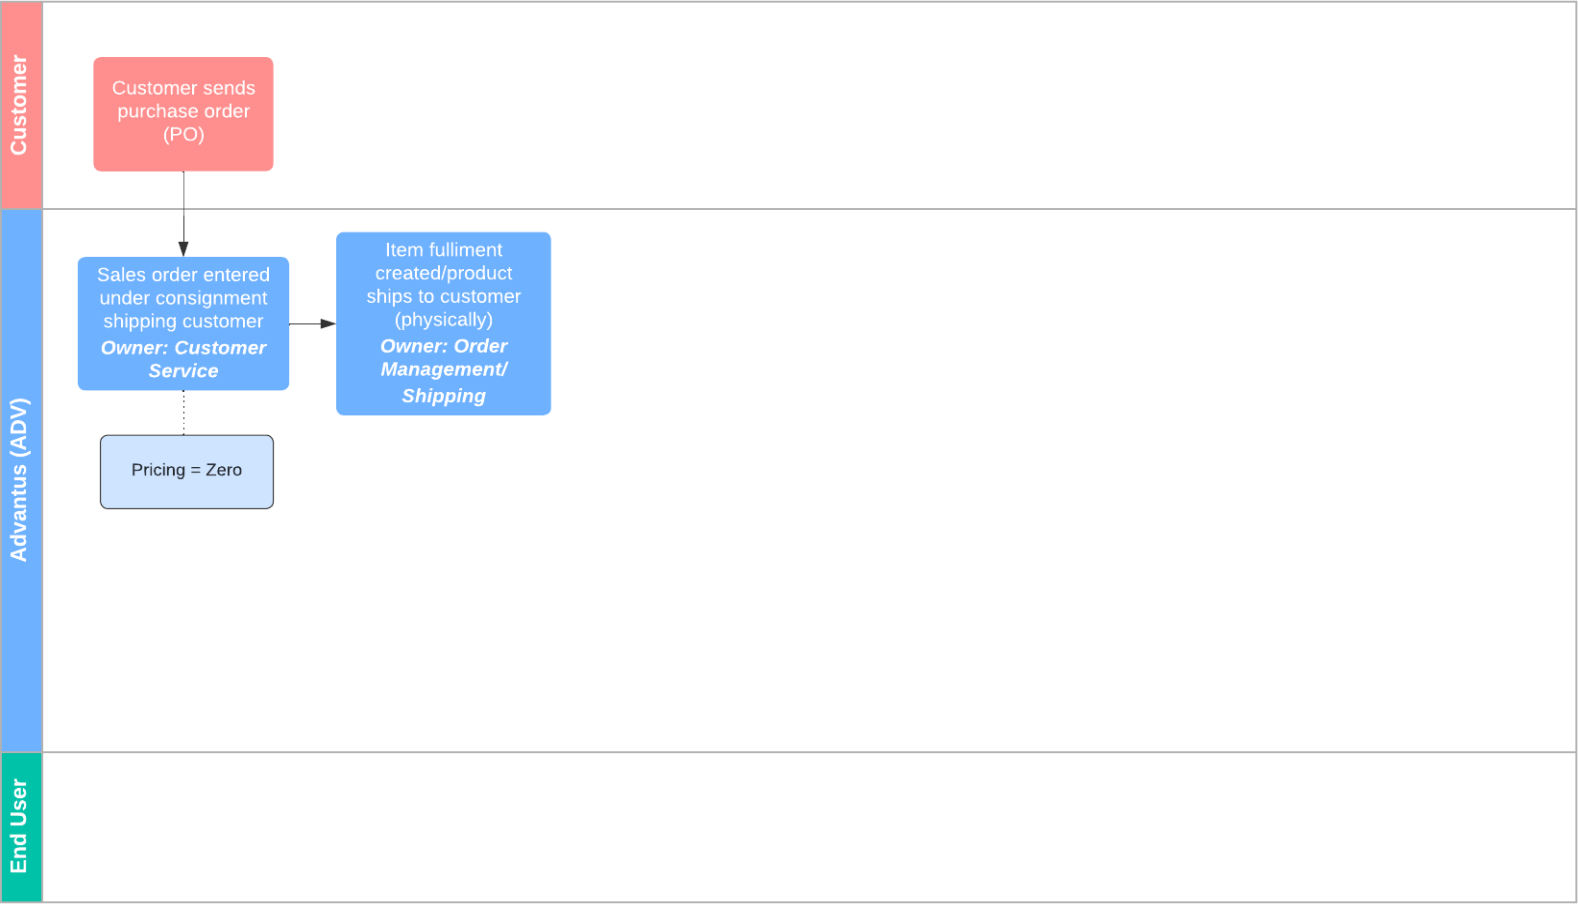 Customer
Customer sends
purchase order
(PO)
Advantus (ADV)
Sales order entered
under consignment
shipping customer
Owner: Customer
Service
Item fulliment
created/product
ships to customer
(physically)
Owner: Order
Management/
Shipping
Pricing = Zero
End User